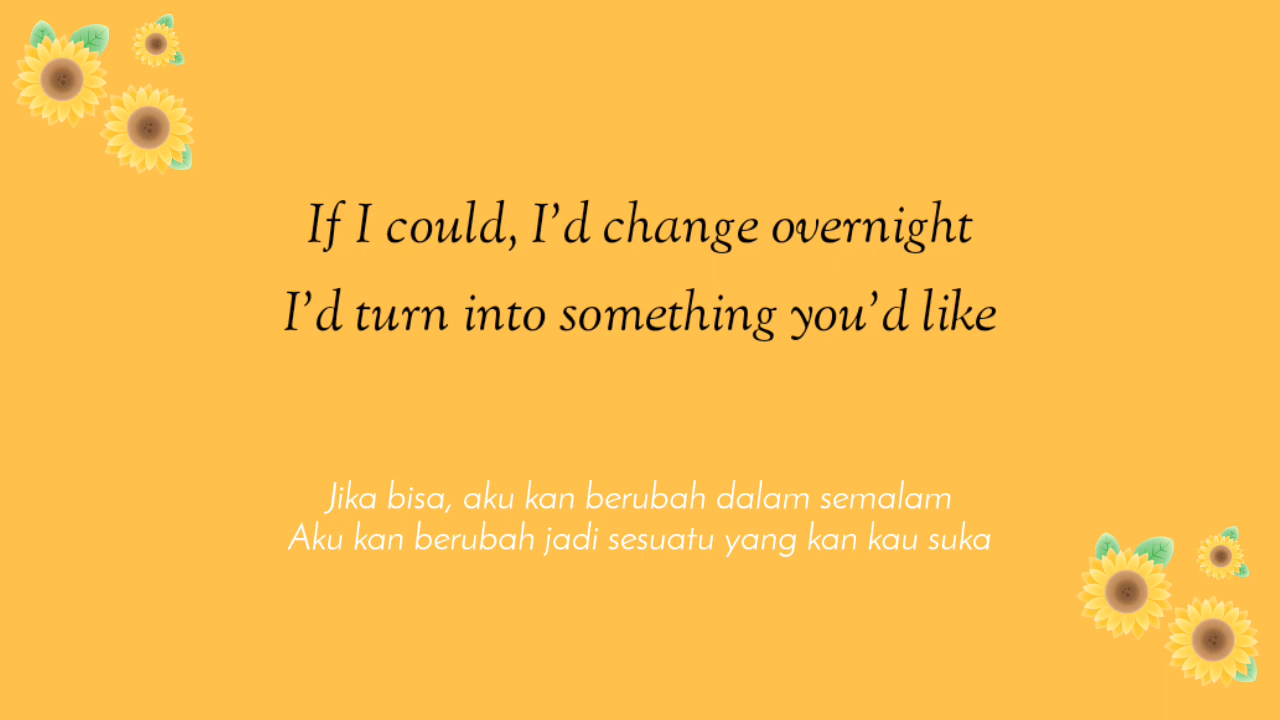 If I could, I’d change overnight
I’d turn into something you’d like
Jika bisa, aku kan berubah dalam semalam
Aku kan berubah jadi sesuatu yang kan kau suka